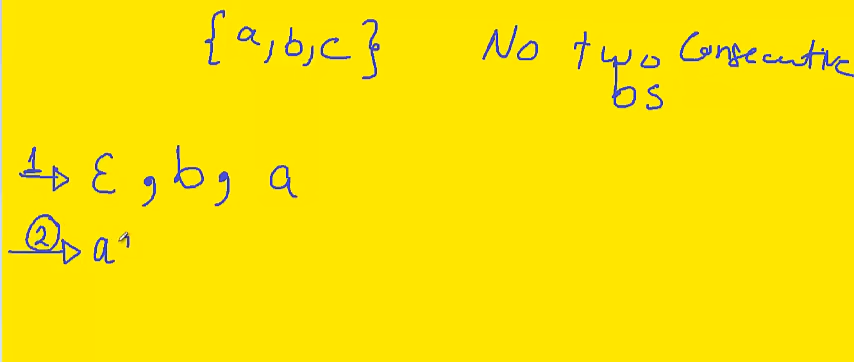 {a,b,c} No two Consecutive
bs
1 ε, b, a
2 a